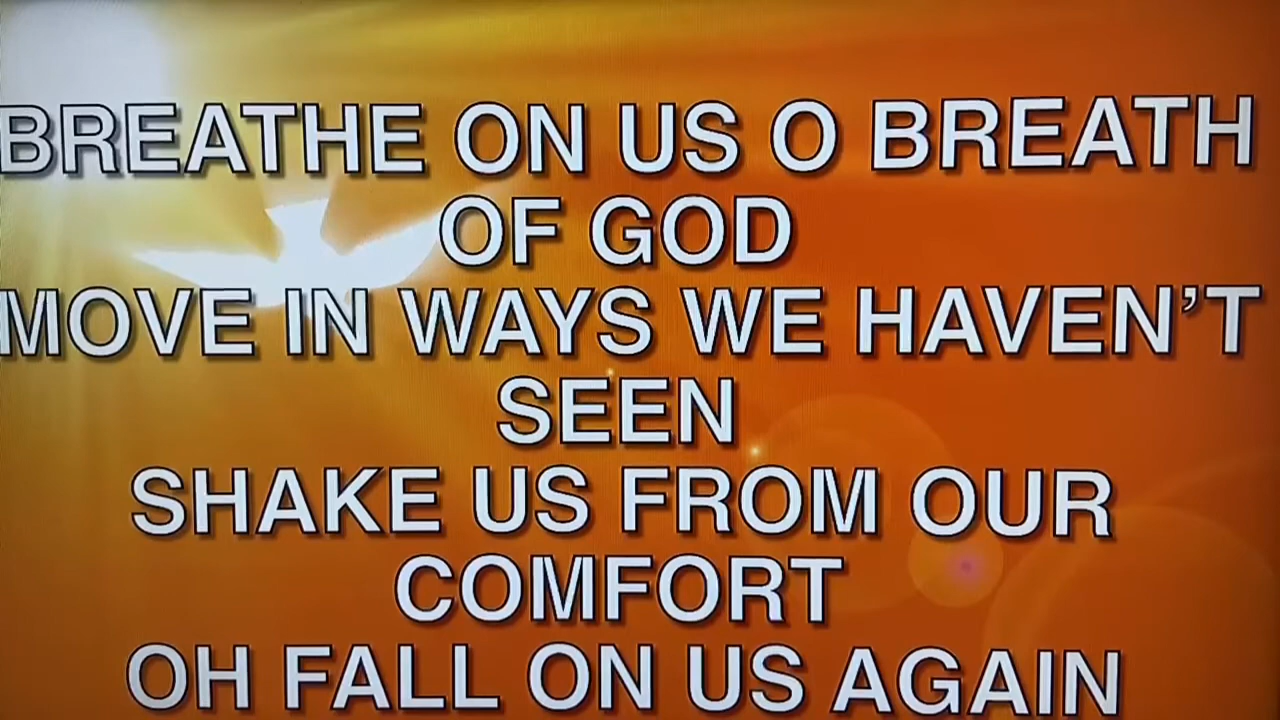 BREATHE ON US O BREATH
OF GOD
MOVE IN WAYS WE HAVEN’T
SEEN
SHAKE US FROM OUR
COMFORT
OH FALL ON US AGAIN